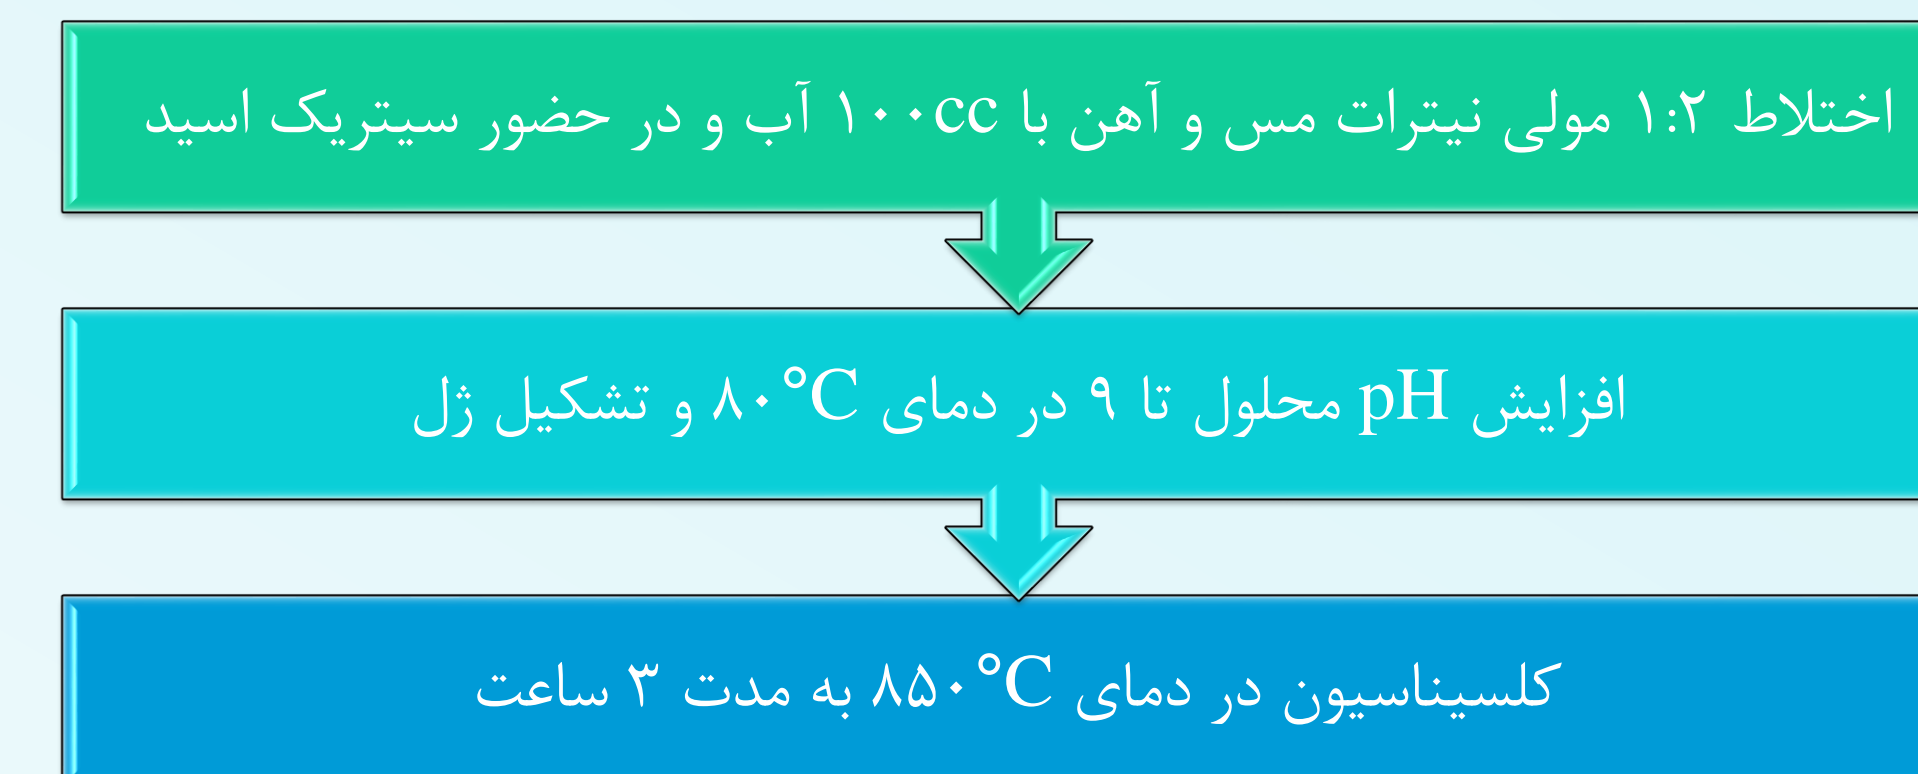 اختلاط ۱:۲ مولی نیترات مس و آهن با ۱۰۰cc آب و در حضور سیتریک اسید
افزایش pH محلول تا ۹ در دمای ۸۰°C و تشکیل ژل
کلسیناسیون در دمای ۸۵۰°C به مدت ۳ ساعت